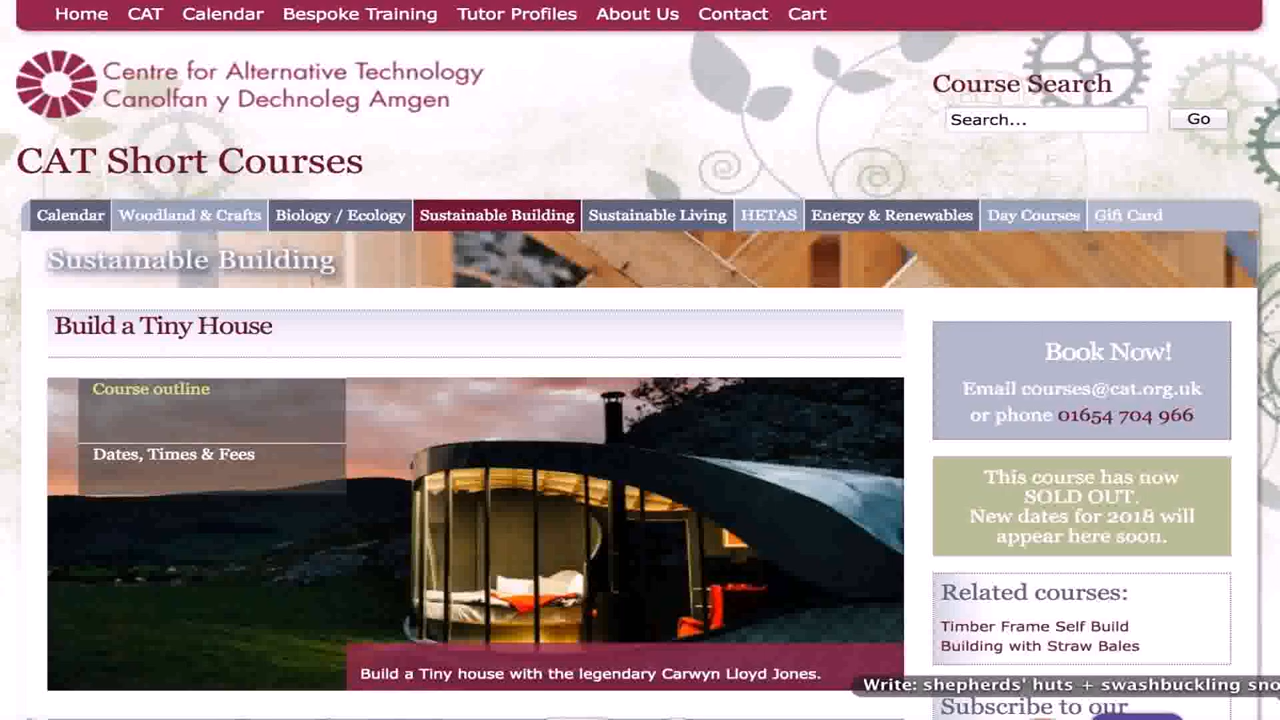 Home CAT Calendar Bespoke Training Tutor Profiles About Us Contact Cart
Centre for Alternative Technology
Canolfan y Dechnoleg Amgen
Course Search
Search... Go
CAT Short Courses
Calendar Woodland & Crafts Biology / Ecology Sustainable Building Sustainable Living HETAS Energy & Renewables Day Courses Gift Card
Sustainable Building
Build a Tiny House
Course outline
Dates, Times & Fees
Build a Tiny house with the legendary Carwyn Lloyd Jones.
Book Now!
Email courses@cat.org.uk
or phone 01654 704 966
This course has now
SOLD OUT.
New dates for 2018 will
appear here soon.
Related courses:
Timber Frame Self Build
Building with Straw Bales
Write: shepherds' huts + swashbuckling
Subscribe to our